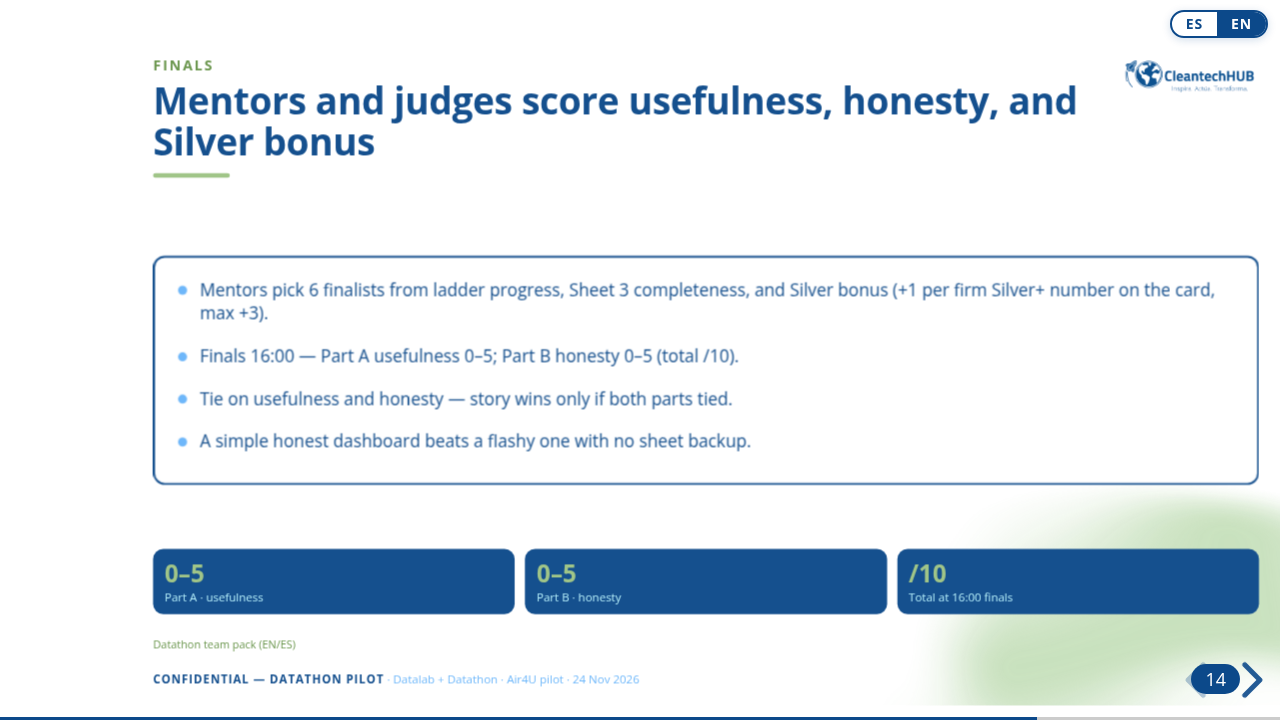 ES EN
FINALS
CleantechHUB
Mentors and judges score usefulness, honesty, and
Silver bonus
Mentors pick 6 finalists from ladder progress, Sheet 3 completeness, and Silver bonus (+1 per firm Silver+ number on the card,
max +3).
Finals 16:00 — Part A usefulness 0–5; Part B honesty 0–5 (total /10).
Tie on usefulness and honesty — story wins only if both parts tied.
A simple honest dashboard beats a flashy one with no sheet backup.
0–5
Part A · usefulness
0–5
Part B · honesty
/10
Total at 16:00 finals
Datathon team pack (EN/ES)
CONFIDENTIAL — DATATHON PILOT · Datalab + Datathon · Air4U pilot · 24 Nov 2026
14